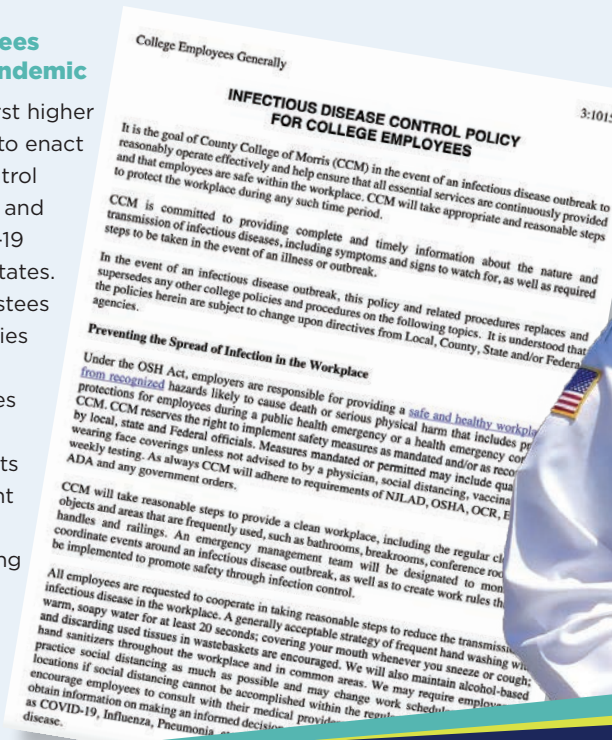 ees
ndemic
rst higher
to enact
trol
and
-19
tates.
stees
ies
es
ts
nt
ng
College Employees Generally
3:1015
INFECTIOUS DISEASE CONTROL POLICY
FOR COLLEGE EMPLOYEES
It is the goal of County College of Morris (CCM) in the event of an infectious disease outbreak to
reasonably operate effectively and help ensure that all essential services are continuously provided
and that employees are safe within the workplace. CCM will take appropriate and reasonable steps
to protect the workplace during any such time period.
CCM is committed to providing complete and timely information about the nature and
transmission of infectious diseases, including symptoms and signs to watch for, as well as required
steps to be taken in the event of an illness or outbreak.
In the event of an infectious disease outbreak, this policy and related procedures replaces and
supersedes any other college policies and procedures on the following topics. It is understood that
the policies herein are subject to change upon directives from Local, County, State and/or Federal
agencies.
Preventing the Spread of Infection in the Workplace
Under the OSH Act, employers are responsible for providing a safe and healthy workpla
from recognized hazards likely to cause death or serious physical harm that includes p
protections for employees during a public health emergency or a health emergency co
CCM. CCM reserves the right to implement safety measures as mandated and/or as reco
by local, state and Federal officials. Measures mandated or permitted may include qua
wearing face coverings unless not advised to by a physician, social distancing, vaccina
weekly testing. As always CCM will adhere to requirements of NJLAD, OSHA, OCR, E
ADA and any government orders.
CCM will take reasonable steps to provide a clean workplace, including the regular cl
objects and areas that are frequently used, such as bathrooms, breakrooms, conference roo
handles and railings. An emergency management team will be designated to mon
coordinate events around an infectious disease outbreak, as well as to create work rules th
be implemented to promote safety through infection control.
All employees are requested to cooperate in taking reasonable steps to reduce the transmiss
infectious disease in the workplace. A generally acceptable strategy of frequent hand washing wi
warm, soapy water for at least 20 seconds; covering your mouth whenever you sneeze or cough;
and discarding used tissues in wastebaskets are encouraged. We will also maintain alcohol-based
hand sanitizers throughout the workplace and in common areas. We may require employe
practice social distancing as much as possible and may change work schedul
locations if social distancing cannot be accomplished within the regul
encourage employees to consult with their medical provide
obtain information on making an informed decision
as COVID-19, Influenza, Pneumonia
disease.